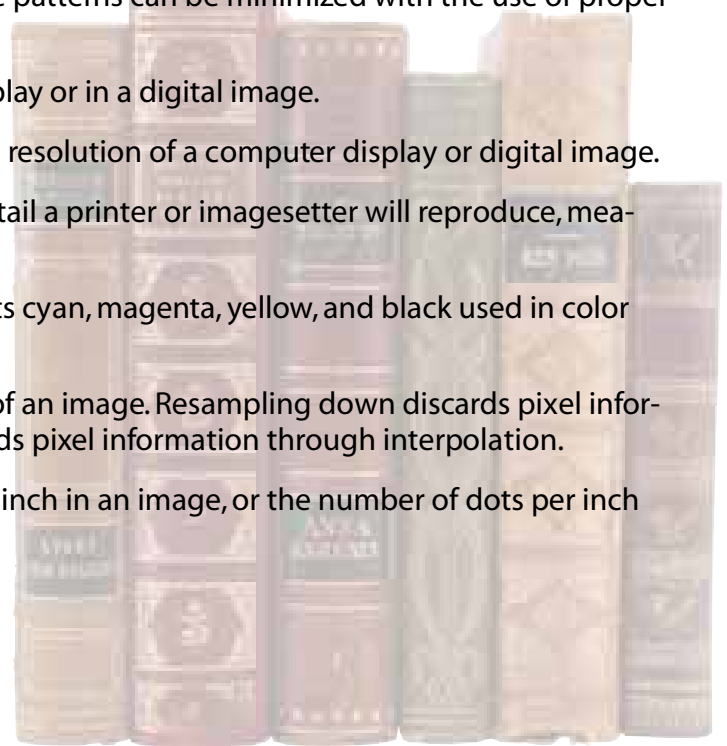 patterns can be minimized with the use of proper
play or in a digital image.
resolution of a computer display or digital image.
tail a printer or imagesetter will reproduce, mea-
ts cyan, magenta, yellow, and black used in color
of an image. Resampling down discards pixel infor-
ds pixel information through interpolation.
inch in an image, or the number of dots per inch